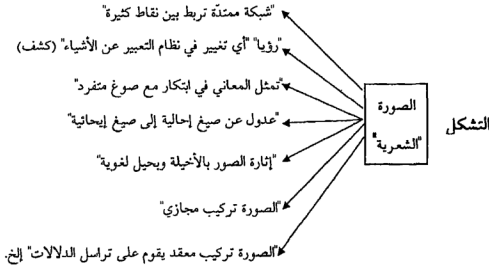 "شبكة ممتدّة تربط بين نقاط كثيرة"
"رؤيا" "أي تغيير في نظام التعبير عن الأشياء" (كشف)
"تمثل المعاني في ابتكار مع صوغ متفرد"
"عدول عن صيغ إحالية إلى صيغ إيحائية"
"إثارة الصور بالأخيلة وبحيل لغوية"
"الصورة تركيب مجازي"
"الصورة تركيب معقد يقوم على تراسل الدلالات" إلخ.
الصورة
"الشعرية"
التشكل